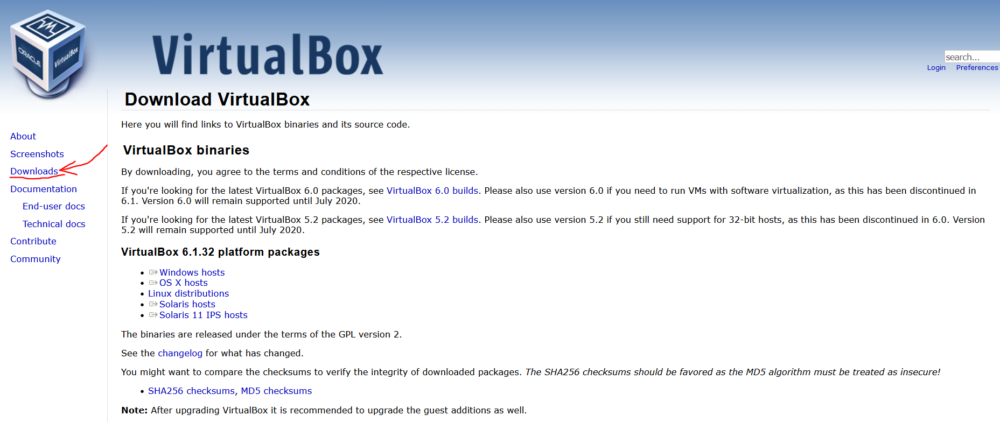 ORACLE
VirtualBox
VirtualBox
search...
Login Preferences
About
Screenshots
Downloads
Documentation
End-user docs
Technical docs
Contribute
Community
Download VirtualBox
Here you will find links to VirtualBox binaries and its source code.
VirtualBox binaries
By downloading, you agree to the terms and conditions of the respective license.
If you're looking for the latest VirtualBox 6.0 packages, see VirtualBox 6.0 builds. Please also use version 6.0 if you need to run VMs with software virtualization, as this has been discontinued in
6.1. Version 6.0 will remain supported until July 2020.
If you're looking for the latest VirtualBox 5.2 packages, see VirtualBox 5.2 builds. Please also use version 5.2 if you still need support for 32-bit hosts, as this has been discontinued in 6.0. Version
5.2 will remain supported until July 2020.
VirtualBox 6.1.32 platform packages
• Windows hosts
• OS X hosts
• Linux distributions
• Solaris hosts
• Solaris 11 IPS hosts
The binaries are released under the terms of the GPL version 2.
See the changelog for what has changed.
You might want to compare the checksums to verify the integrity of downloaded packages. The SHA256 checksums should be favored as the MD5 algorithm must be treated as insecure!
• SHA256 checksums, MD5 checksums
Note: After upgrading VirtualBox it is recommended to upgrade the guest additions as well.